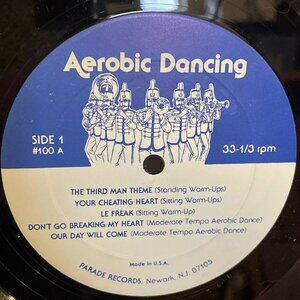 Aerobic Dancing
SIDE 1
#100 A
33-1/3 rpm
THE THIRD MAN THEME (Standing Warm-Ups)
YOUR CHEATING HEART (Sitting Warm-Ups)
LE FREAK (Sitting Warm-Up)
DON'T GO BREAKING MY HEART (Moderate Tempo Aerobic Dance)
OUR DAY WILL COME (Moderate Tempo Aerobic Dance)
Made in U.S.A.
PARADE RECORDS, Newark, N.J. 07105